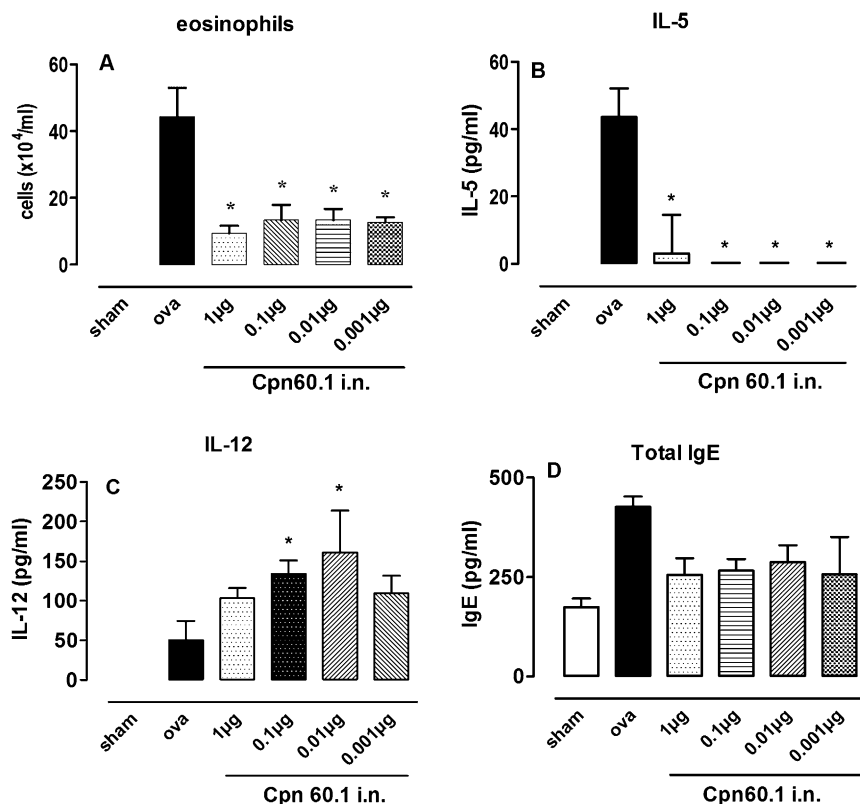 eosinophils
A
cells (x10⁴/ml)
60
40
20
0
* * * *
sham ova 1µg 0.1µg 0.01µg 0.001µg
Cpn60.1 i.n.
IL-5
B
IL-5 (pg/ml)
60
40
20
0
* * * *
sham ova 1µg 0.1µg 0.01µg 0.001µg
Cpn 60.1 i.n.
IL-12
C
IL-12 (pg/ml)
250
200
150
100
50
0
* *
sham ova 1µg 0.1µg 0.01µg 0.001µg
Cpn 60.1 i.n.
Total IgE
D
IgE (pg/ml)
500
250
0
sham ova 1µg 0.1µg 0.01µg 0.001µg
Cpn60.1 i.n.